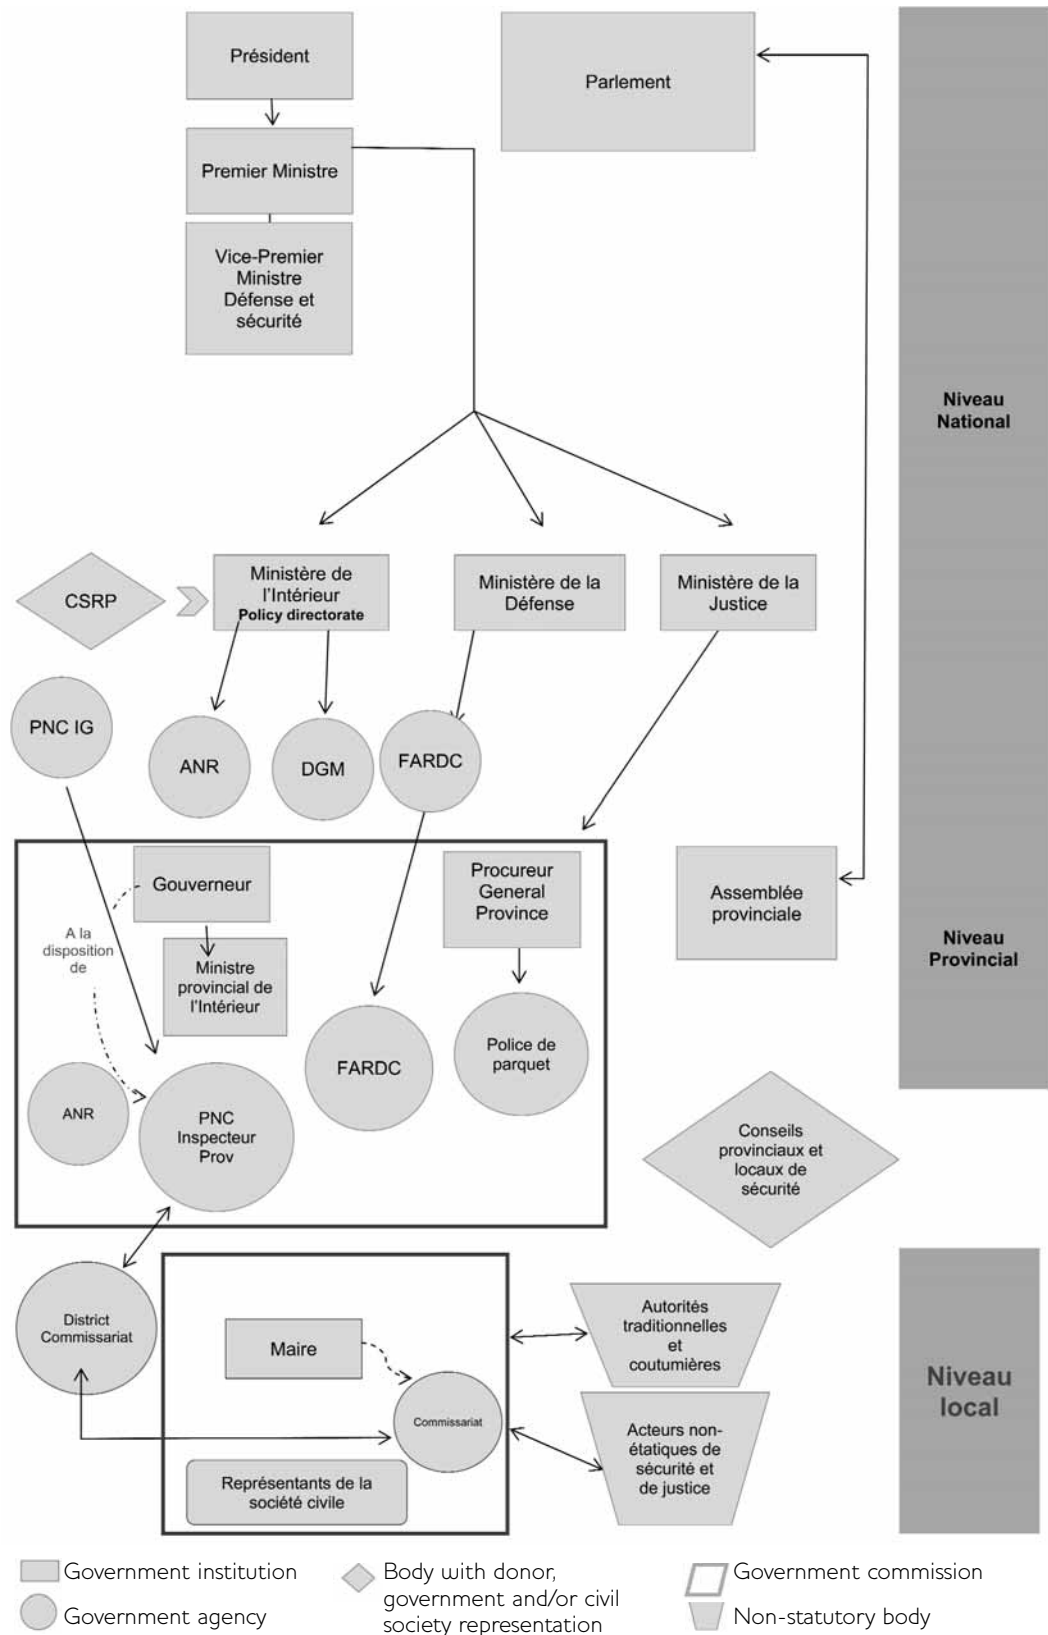 Président
Parlement
Premier Ministre
Vice-Premier
Ministre
Défense et
sécurité
Niveau
National
CSRP
Ministère de
l'Intérieur
Policy directorate
Ministère de la
Défense
Ministère de la
Justice
PNC IG
ANR
DGM
FARDC
Gouverneur
Procureur
General
Province
Assemblée
provinciale
Niveau
Provincial
A la
disposition
de
Ministre
provincial de
l'Intérieur
FARDC
Police de
parquet
ANR
PNC
Inspecteur
Prov
Conseils
provinciaux et
locaux de
sécurité
District
Commissariat
Maire
Commissariat
Représentants de la
société civile
Autorités
traditionnelles
et
coutumières
Acteurs non-
étatiques de
sécurité et
de justice
Niveau
local
Government institution
Government agency
Body with donor,
government and/or civil
society representation
Government commission
Non-statutory body